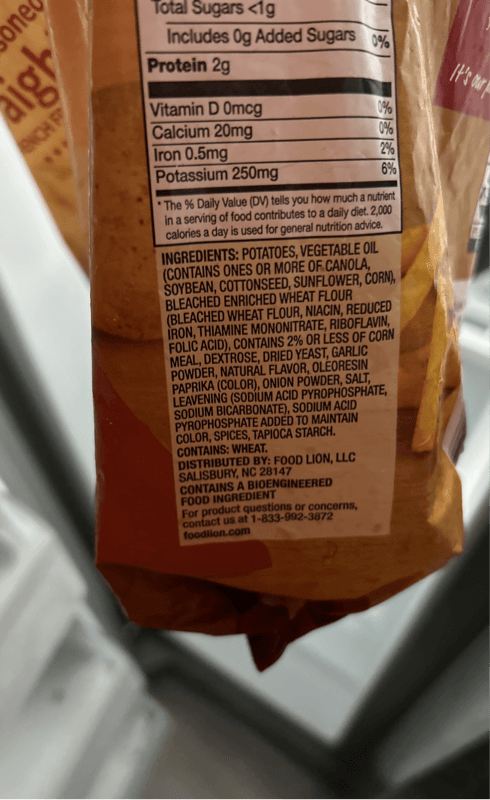 Total Sugars <1g
Includes 0g Added Sugars 0%
Protein 2g
Vitamin D 0mcg 0%
Calcium 20mg 0%
Iron 0.5mg 2%
Potassium 250mg 6%
* The % Daily Value (DV) tells you how much a nutrient
in a serving of food contributes to a daily diet. 2,000
calories a day is used for general nutrition advice.
INGREDIENTS: POTATOES, VEGETABLE OIL
(CONTAINS ONES OR MORE OF CANOLA,
SOYBEAN, COTTONSEED, SUNFLOWER, CORN),
BLEACHED ENRICHED WHEAT FLOUR
(BLEACHED WHEAT FLOUR, NIACIN, REDUCED
IRON, THIAMINE MONONITRATE, RIBOFLAVIN,
FOLIC ACID), CONTAINS 2% OR LESS OF CORN
MEAL, DEXTROSE, DRIED YEAST, GARLIC
POWDER, NATURAL FLAVOR, OLEORESIN
PAPRIKA (COLOR), ONION POWDER, SALT,
LEAVENING (SODIUM ACID PYROPHOSPHATE,
SODIUM BICARBONATE), SODIUM ACID
PYROPHOSPHATE ADDED TO MAINTAIN
COLOR, SPICES, TAPIOCA STARCH.
CONTAINS: WHEAT.
DISTRIBUTED BY: FOOD LION, LLC
SALISBURY, NC 28147
CONTAINS A BIOENGINEERED
FOOD INGREDIENT
For product questions or concerns,
contact us at 1-833-992-3872
foodlion.com
It's our